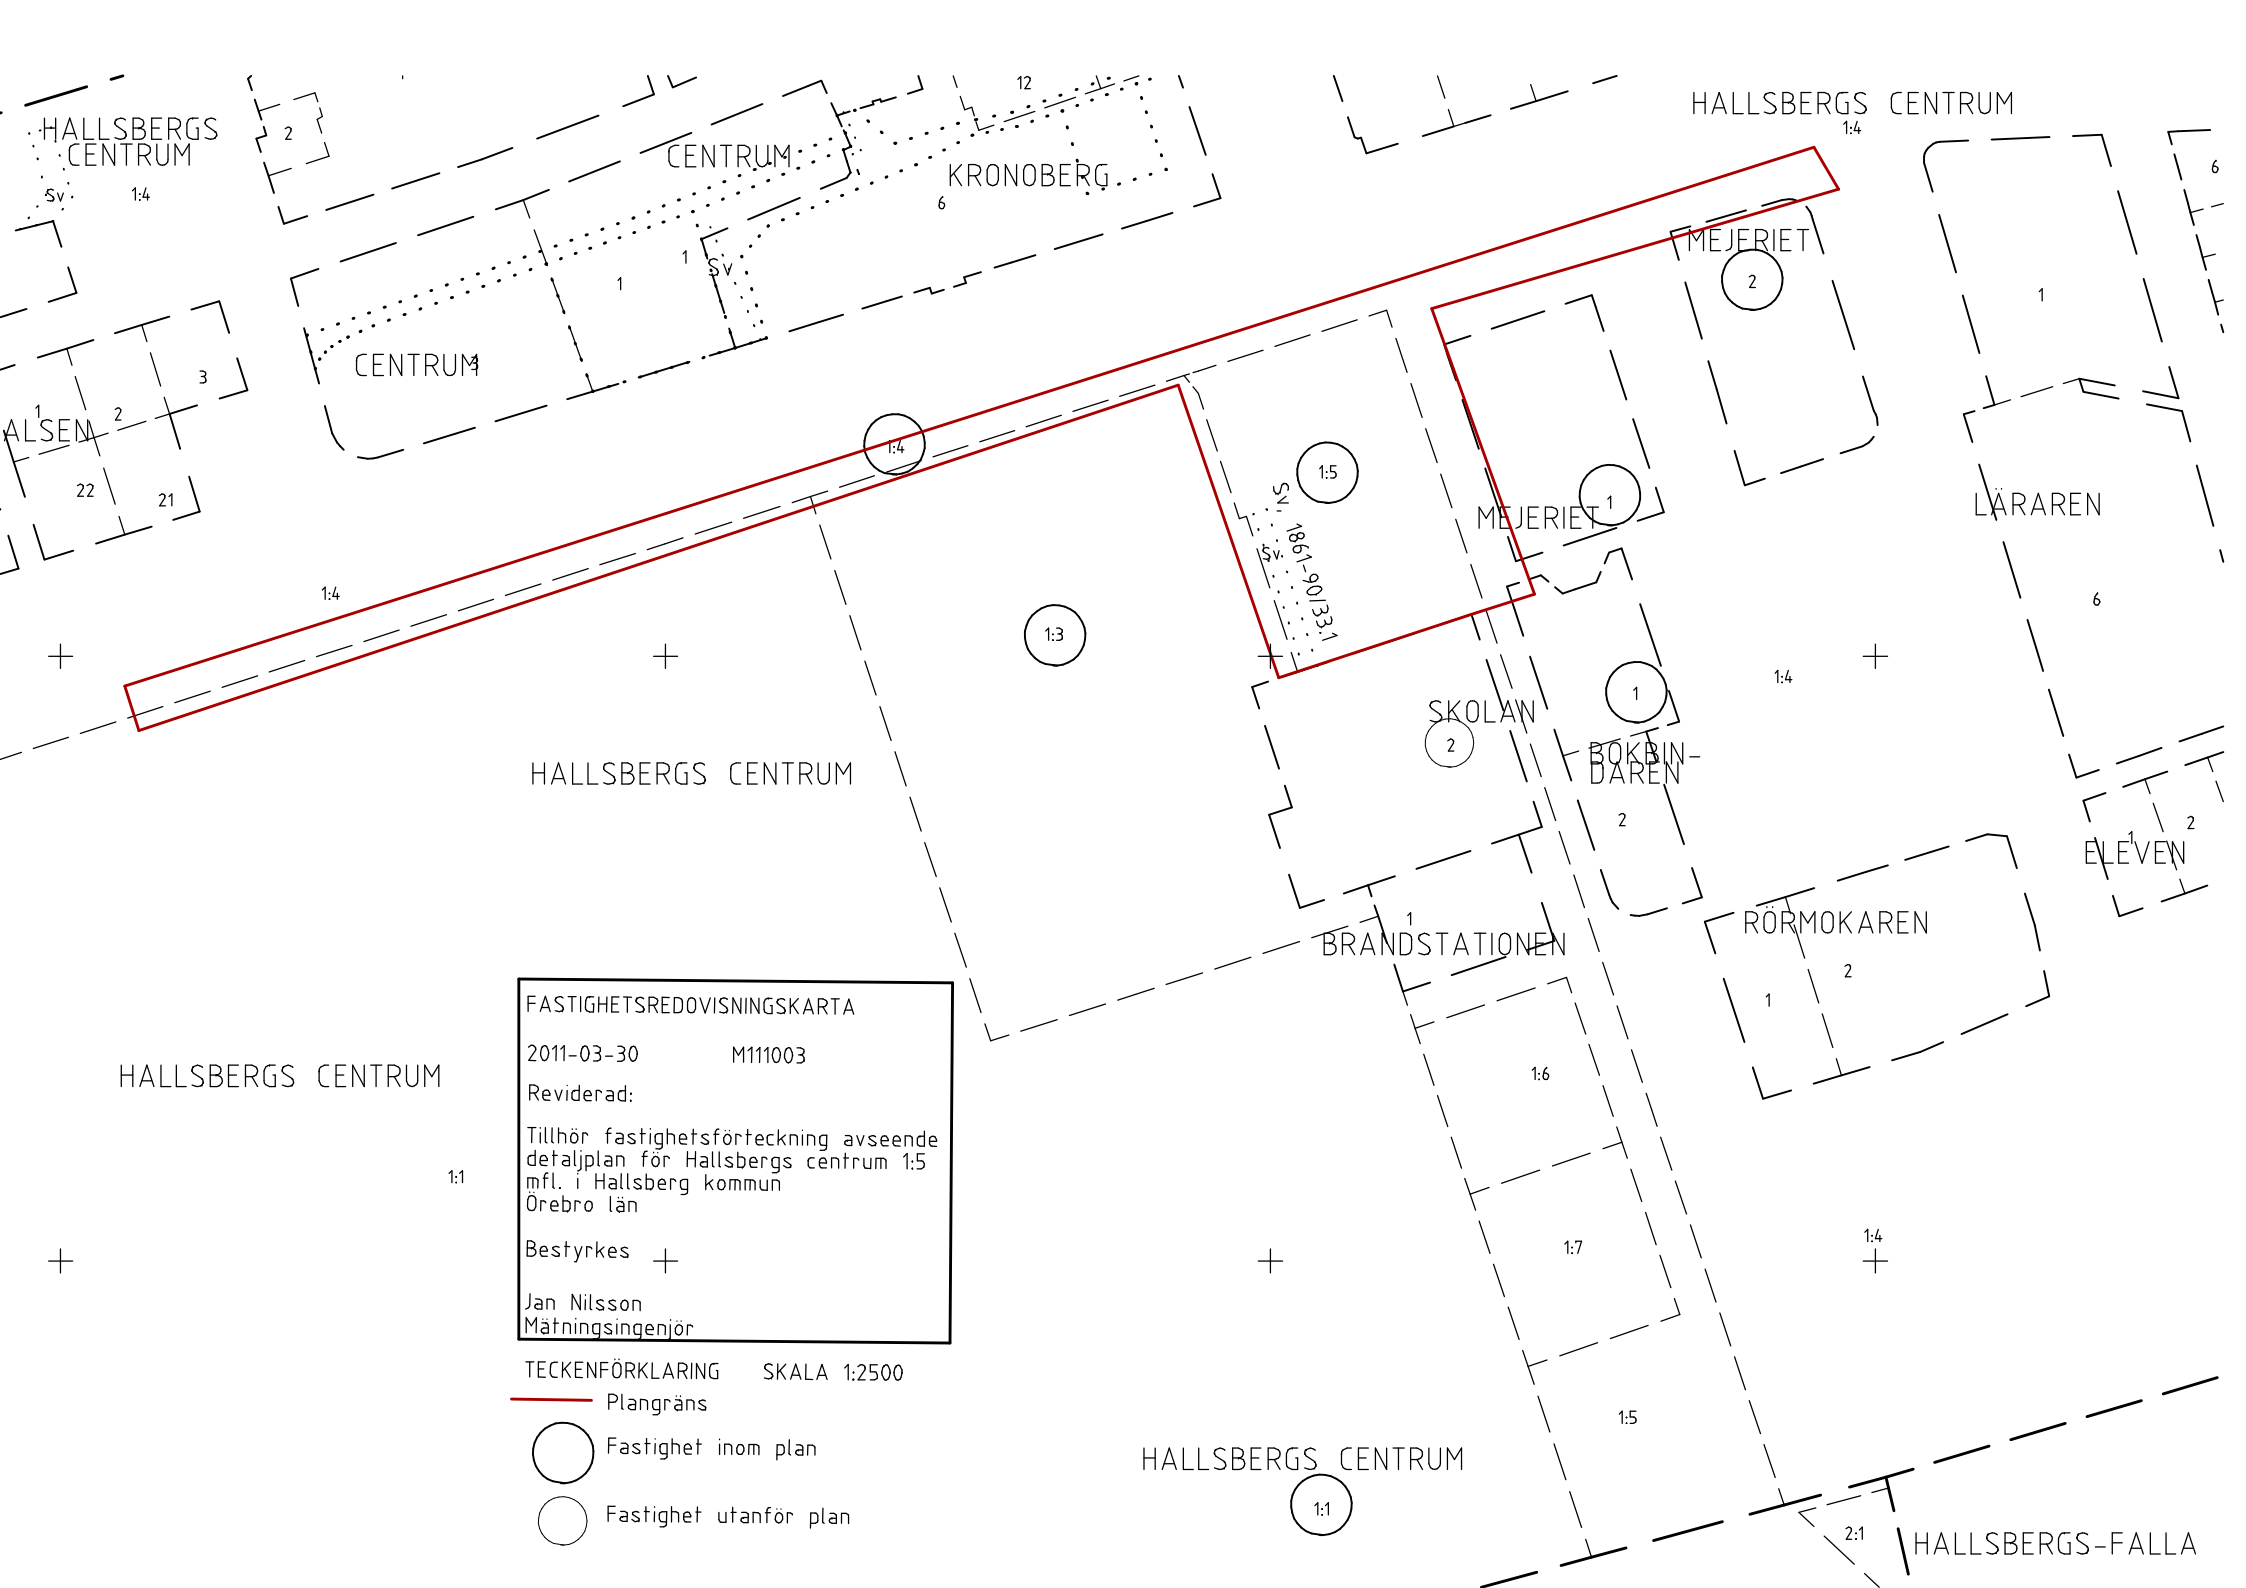 12
HALLSBERGS CENTRUM
1:4
HALLSBERGS
CENTRUM
1:4
Sv
2
CENTRUM
KRONOBERG
6
6
MEJERIET
2
1
1
1
Sv
CENTRUM
3
1
2
3
ALSEN
22
21
1:4
1:5
MEJERIET
1
LÄRAREN
Sv 1861-90/33.1
Sv
1:4
1:3
6
1:4
1
SKOLAN
2
BOKBIN-
DAREN
2
HALLSBERGS CENTRUM
1
2
ELEVEN
1
BRANDSTATIONEN
RÖRMOKAREN
2
1
FASTIGHETSREDOVISNINGSKARTA
2011-03-30 M111003
Reviderad:
Tillhör fastighetsförteckning avseende
detaljplan för Hallsbergs centrum 1:5
mfl. i Hallsberg kommun
Örebro län
Bestyrkes
Jan Nilsson
Mätningsingenjör
HALLSBERGS CENTRUM
1:1
1:6
1:7
1:4
1:5
TECKENFÖRKLARING SKALA 1:2500
Plangräns
Fastighet inom plan
Fastighet utanför plan
HALLSBERGS CENTRUM
1:1
2:1
HALLSBERGS-FALLA